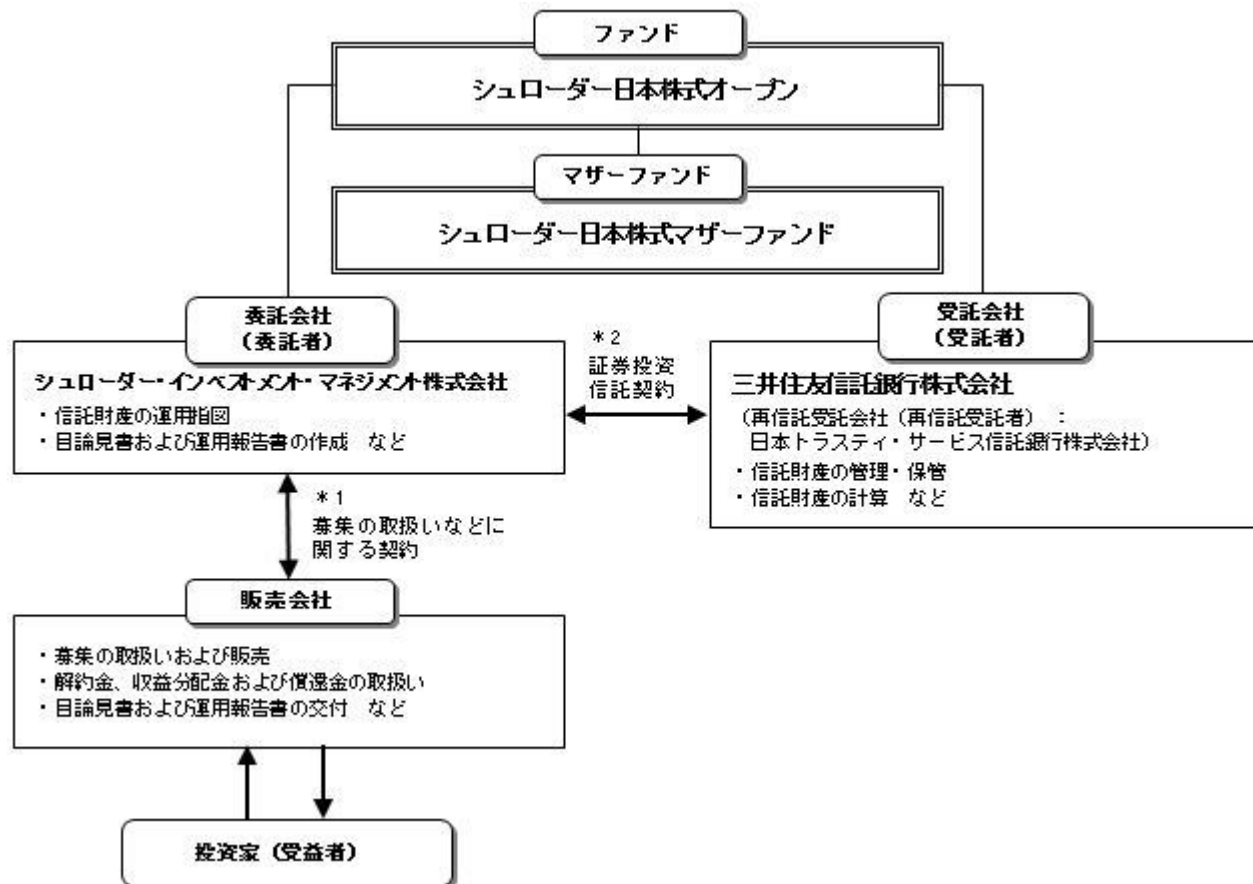 ファンド
シュローダー日本株式オープン
マザーファンド
シュローダー日本株式マザーファンド
委託会社
(委託者)
シュローダー・インベストメント・マネジメント株式会社
・信託財産の運用指図
・目論見書および運用報告書の作成 など
*2
証券投資
信託契約
受託会社
(受託者)
三井住友信託銀行株式会社
(再信託受託会社(再信託受託者) :
日本トラスティ・サービス信託銀行株式会社)
・信託財産の管理・保管
・信託財産の計算 など
*1
募集の取扱いなどに
関する契約
販売会社
・募集の取扱いおよび販売
・解約金、収益分配金および償還金の取扱い
・目論見書および運用報告書の交付 など
投資家(受益者)